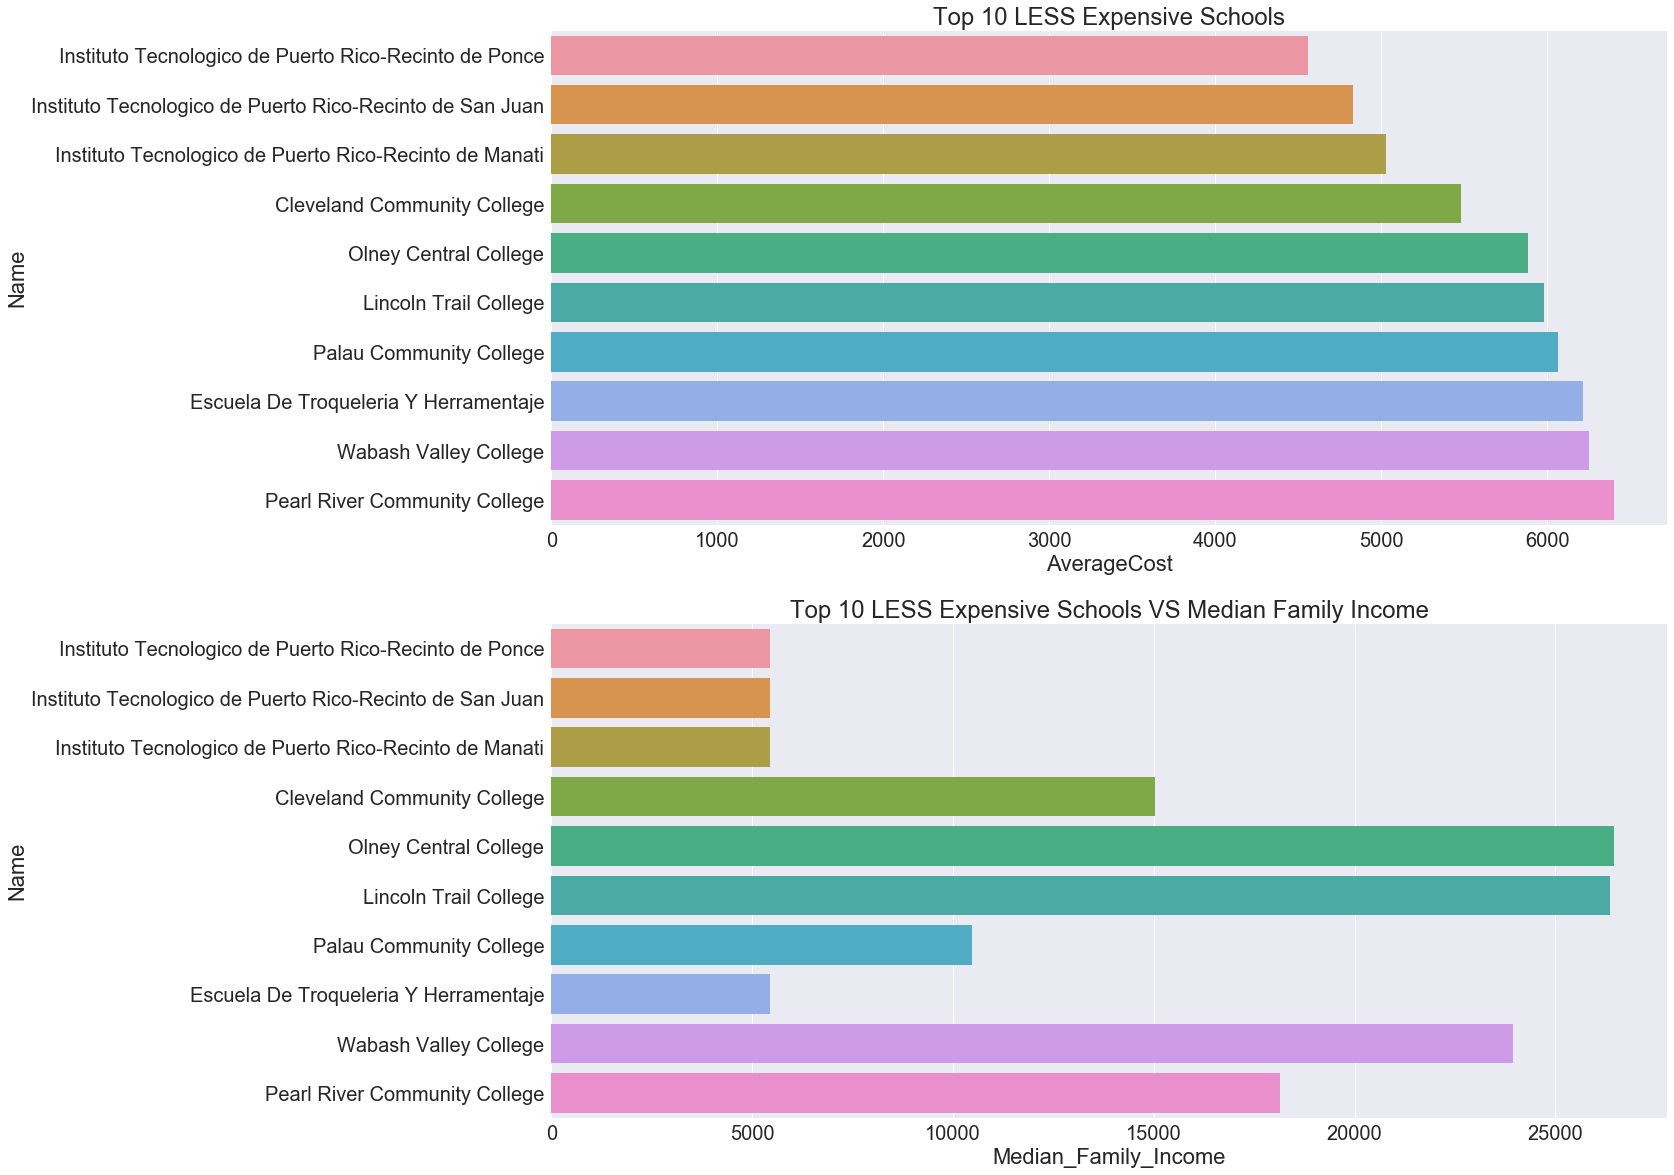 Top 10 LESS Expensive Schools
Instituto Tecnologico de Puerto Rico-Recinto de Ponce
Instituto Tecnologico de Puerto Rico-Recinto de San Juan
Instituto Tecnologico de Puerto Rico-Recinto de Manati
Cleveland Community College
Olney Central College
Lincoln Trail College
Palau Community College
Escuela De Troqueleria Y Herramentaje
Wabash Valley College
Pearl River Community College
Name
0 1000 2000 3000 4000 5000 6000
AverageCost
Top 10 LESS Expensive Schools VS Median Family Income
Instituto Tecnologico de Puerto Rico-Recinto de Ponce
Instituto Tecnologico de Puerto Rico-Recinto de San Juan
Instituto Tecnologico de Puerto Rico-Recinto de Manati
Cleveland Community College
Olney Central College
Lincoln Trail College
Palau Community College
Escuela De Troqueleria Y Herramentaje
Wabash Valley College
Pearl River Community College
Name
0 5000 10000 15000 20000 25000
Median_Family_Income